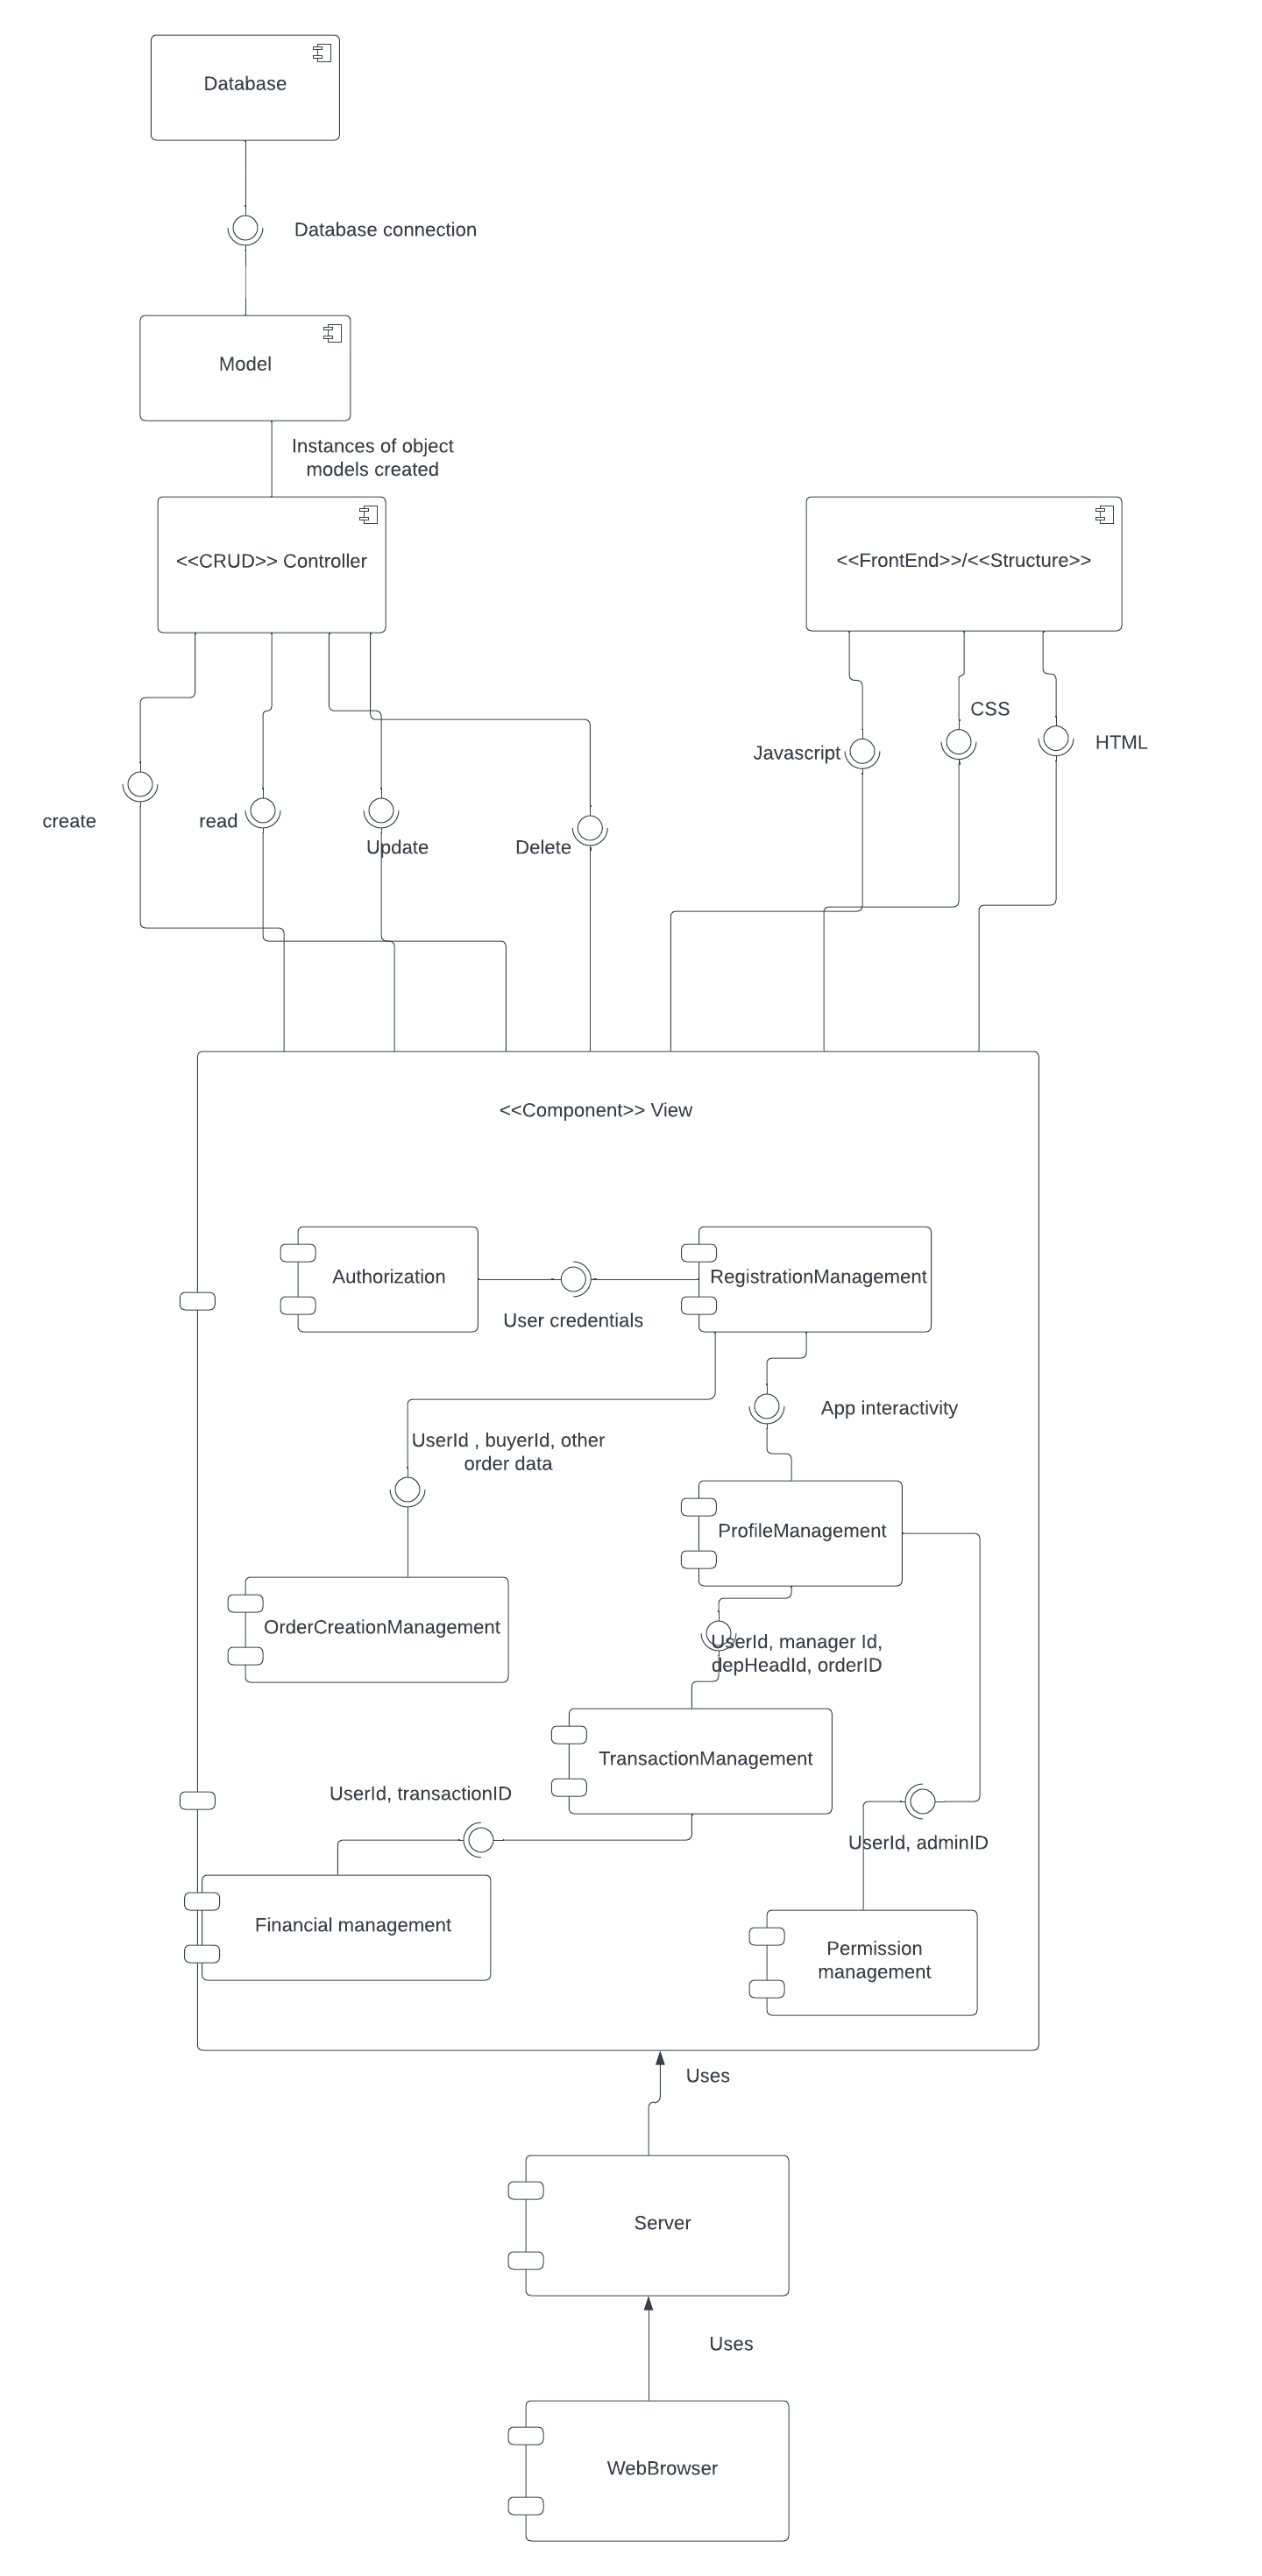 Database
Database connection
Model
Instances of object
models created
<<CRUD>> Controller
<<FrontEnd>>/<<Structure>>
CSS
HTML
Javascript
create
read
Update
Delete
<<Component>> View
Authorization
RegistrationManagement
User credentials
App interactivity
UserId , buyerId, other
order data
ProfileManagement
OrderCreationManagement
UserId, manager Id,
depHeadId, orderID
TransactionManagement
UserId, transactionID
UserId, adminID
Financial management
Permission
management
Uses
Server
Uses
WebBrowser